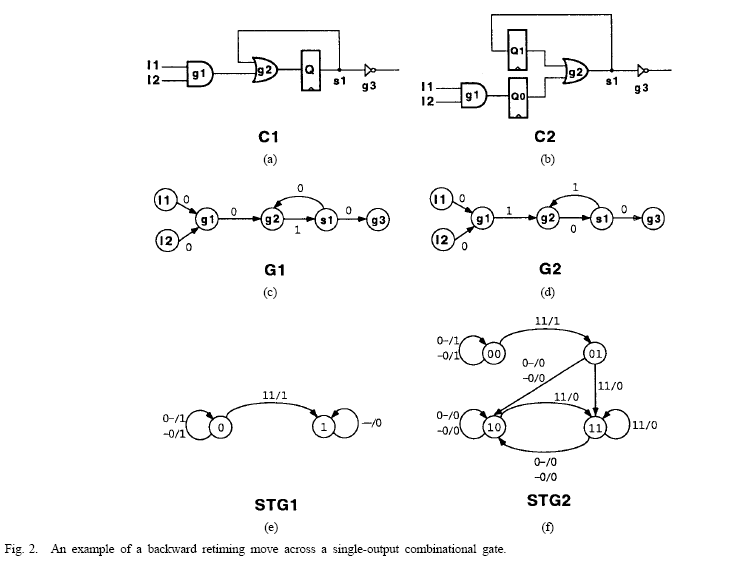 I1
I2
g1
g2
Q
s1
g3
C1
(a)
Q1
I1
I2
g1
Q0
g2
s1
g3
C2
(b)
I1
0
g1
0
g2
0
1
s1
0
g3
I2
0
G1
(c)
I1
0
g1
1
g2
1
0
s1
0
g3
I2
0
G2
(d)
0-/1
-0/1
0
11/1
1
--/0
STG1
(e)
11/1
0-/1
-0/1
00
01
0-/0
-0/0
11/0
11/0
0-/0
-0/0
10
11
11/0
0-/0
-0/0
STG2
(f)
Fig. 2. An example of a backward retiming move across a single-output combinational gate.